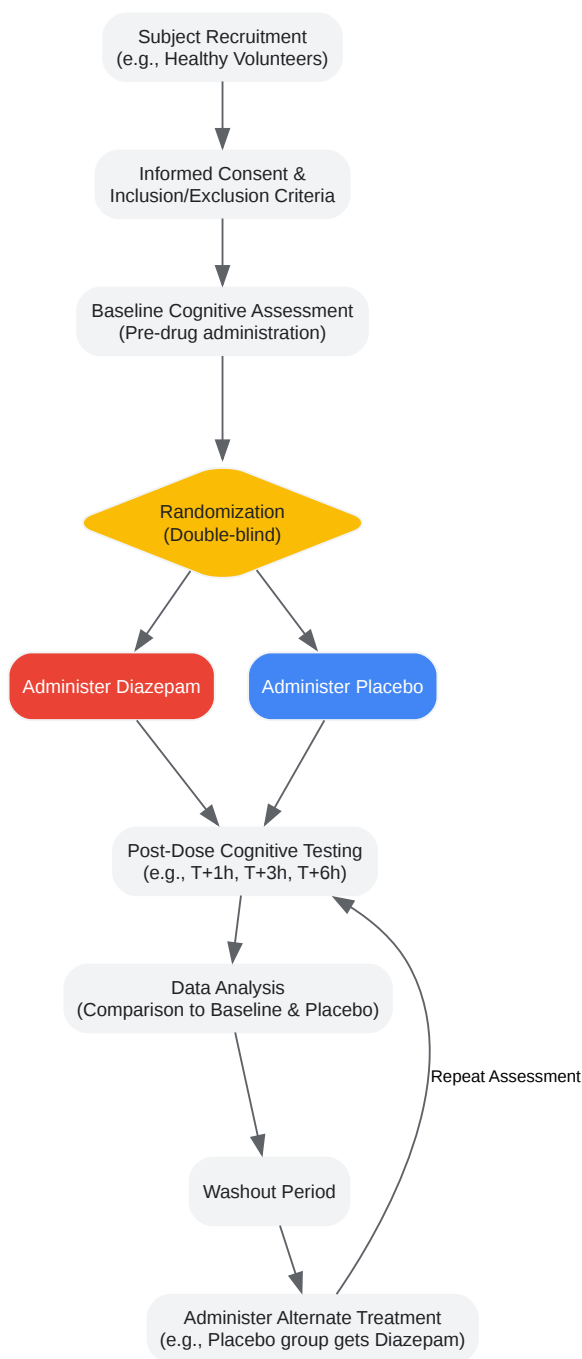 Subject Recruitment
(e.g., Healthy Volunteers)
Informed Consent &
Inclusion/Exclusion Criteria
Baseline Cognitive Assessment
(Pre-drug administration)
Randomization
(Double-blind)
Administer Diazepam
Administer Placebo
Post-Dose Cognitive Testing
(e.g., T+1h, T+3h, T+6h)
Data Analysis
(Comparison to Baseline & Placebo)
Repeat Assessment
Washout Period
Administer Alternate Treatment
(e.g., Placebo group gets Diazepam)